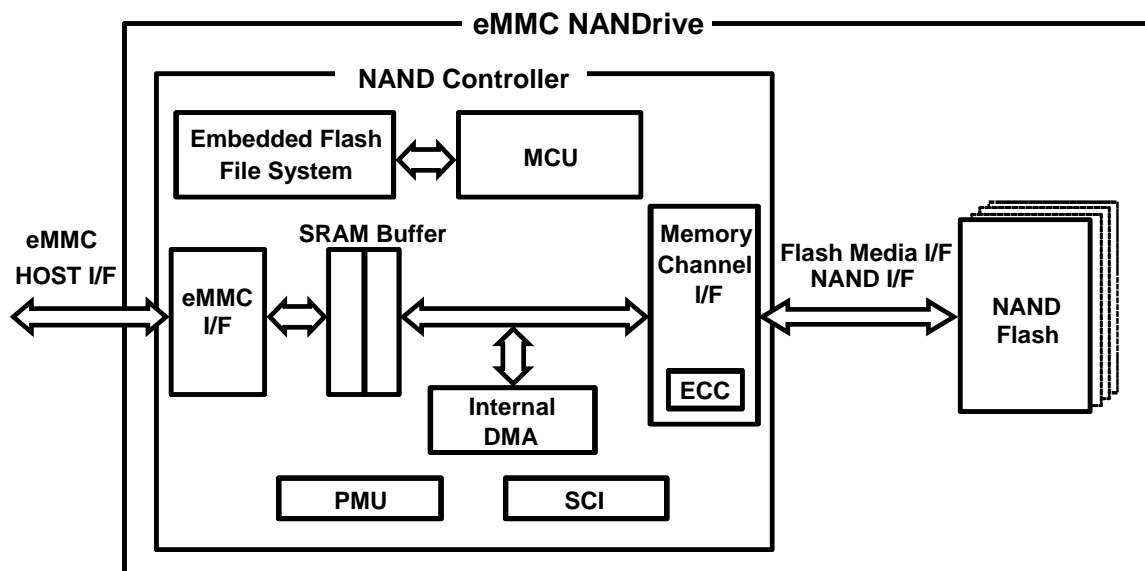 eMMC NANDrive
NAND Controller
Embedded Flash
File System
MCU
eMMC
HOST I/F
eMMC
I/F
SRAM Buffer
Memory
Channel
I/F
ECC
Flash Media I/F
NAND I/F
NAND
Flash
Internal
DMA
PMU
SCI